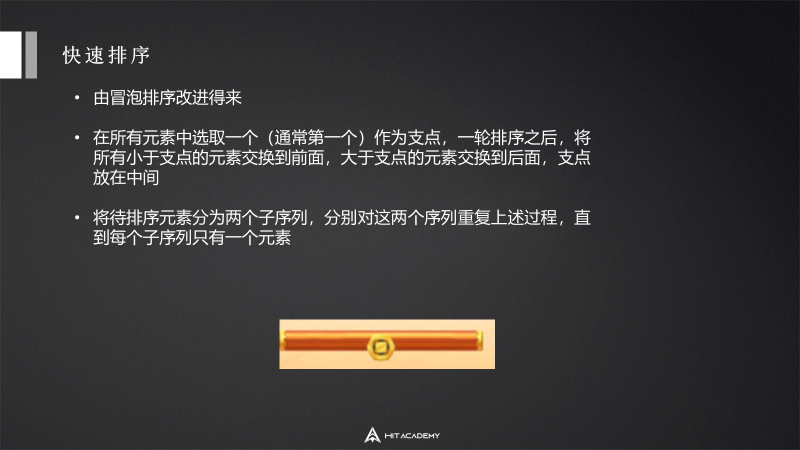 快速排序
• 由冒泡排序改进得来
• 在所有元素中选取一个（通常第一个）作为支点，一轮排序之后，将
所有小于支点的元素交换到前面，大于支点的元素交换到后面，支点
放在中间
• 将待排序元素分为两个子序列，分别对这两个序列重复上述过程，直
到每个子序列只有一个元素
HIT ACADEMY